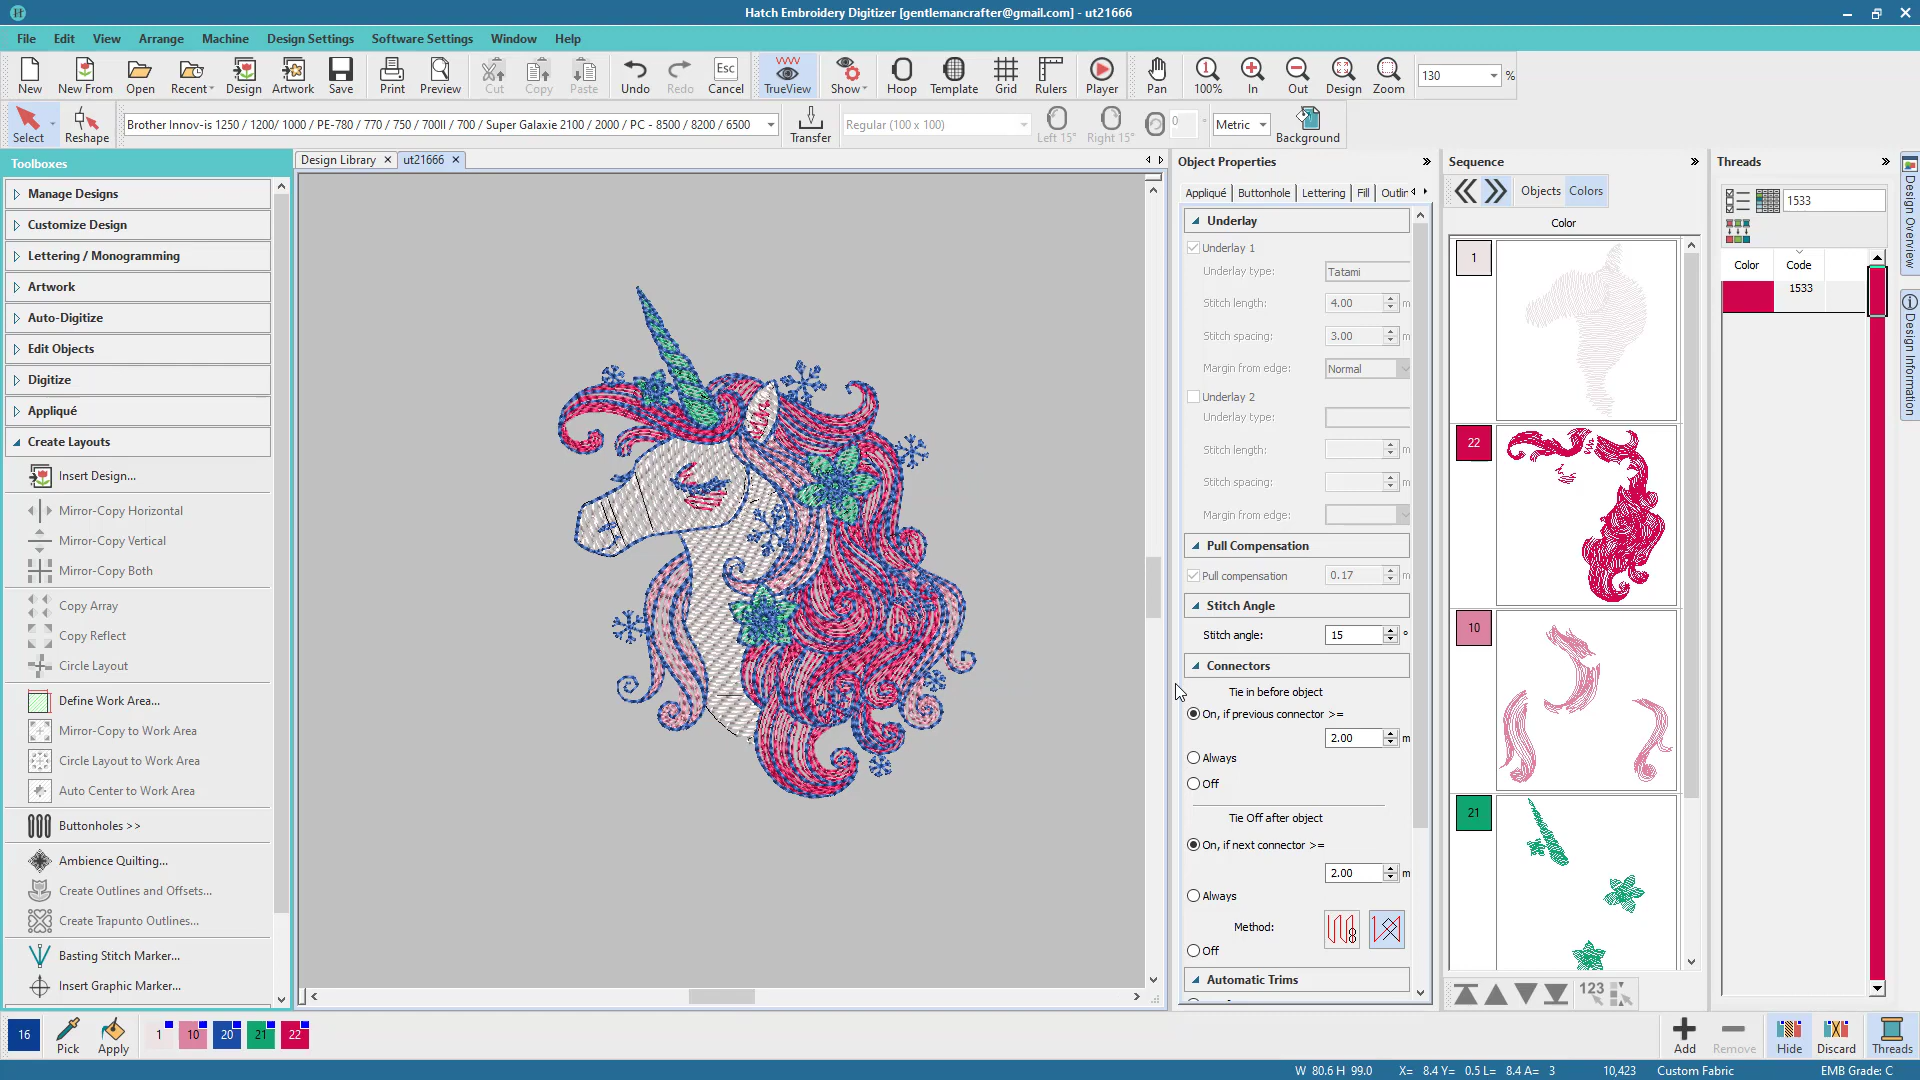 Hatch Embroidery Digitizer [gentlemancrafter@gmail.com] - ut21666
File Edit View Arrange Machine Design Settings Software Settings Window Help
New New From Open Recent Design Artwork Save Print Preview Cut Copy Paste Undo Redo Esc Cancel TrueView Show Hoop Template Grid Rulers Player Pan 1 100% In Out Design Zoom 130 %
Select Reshape Brother Innov-is 1250 / 1200/ 1000 / PE-780 / 770 / 750 / 700II / 700 / Super Galaxie 2100 / 2000 / PC - 8500 / 8200 / 6500 Transfer Regular (100 x 100) Left 15° Right 15° 0 ° Metric Background
Toolboxes
Manage Designs
Customize Design
Lettering / Monogramming
Artwork
Auto-Digitize
Edit Objects
Digitize
Appliqué
Create Layouts
Insert Design...
Mirror-Copy Horizontal
Mirror-Copy Vertical
Mirror-Copy Both
Copy Array
Copy Reflect
Circle Layout
Define Work Area...
Mirror-Copy to Work Area
Circle Layout to Work Area
Auto Center to Work Area
Buttonholes >>
Ambience Quilting...
Create Outlines and Offsets...
Create Trapunto Outlines...
Basting Stitch Marker...
Insert Graphic Marker...
Design Library ut21666
Object Properties
Appliqué Buttonhole Lettering Fill Outlin
Underlay
Underlay 1
Underlay type: Tatami
Stitch length: 4.00 m
Stitch spacing: 3.00 m
Margin from edge: Normal
Underlay 2
Underlay type:
Stitch length:
Stitch spacing:
Margin from edge:
Pull Compensation
Pull compensation 0.17 m
Stitch Angle
Stitch angle: 15 °
Connectors
Tie in before object
On, if previous connector >=
2.00 m
Always
Off
Tie Off after object
On, if next connector >=
2.00 m
Always
Method:
Off
Automatic Trims
Sequence
Objects Colors
Color
1
22
10
21
123
Threads
1533
Color Code
1533
Design Overview
Design Information
16 Pick Apply 1 10 20 21 22
Add Remove Hide Discard Threads
W 80.6 H 99.0 X= 8.4 Y= 0.5 L= 8.4 A= 3 10,423 Custom Fabric EMB Grade: C